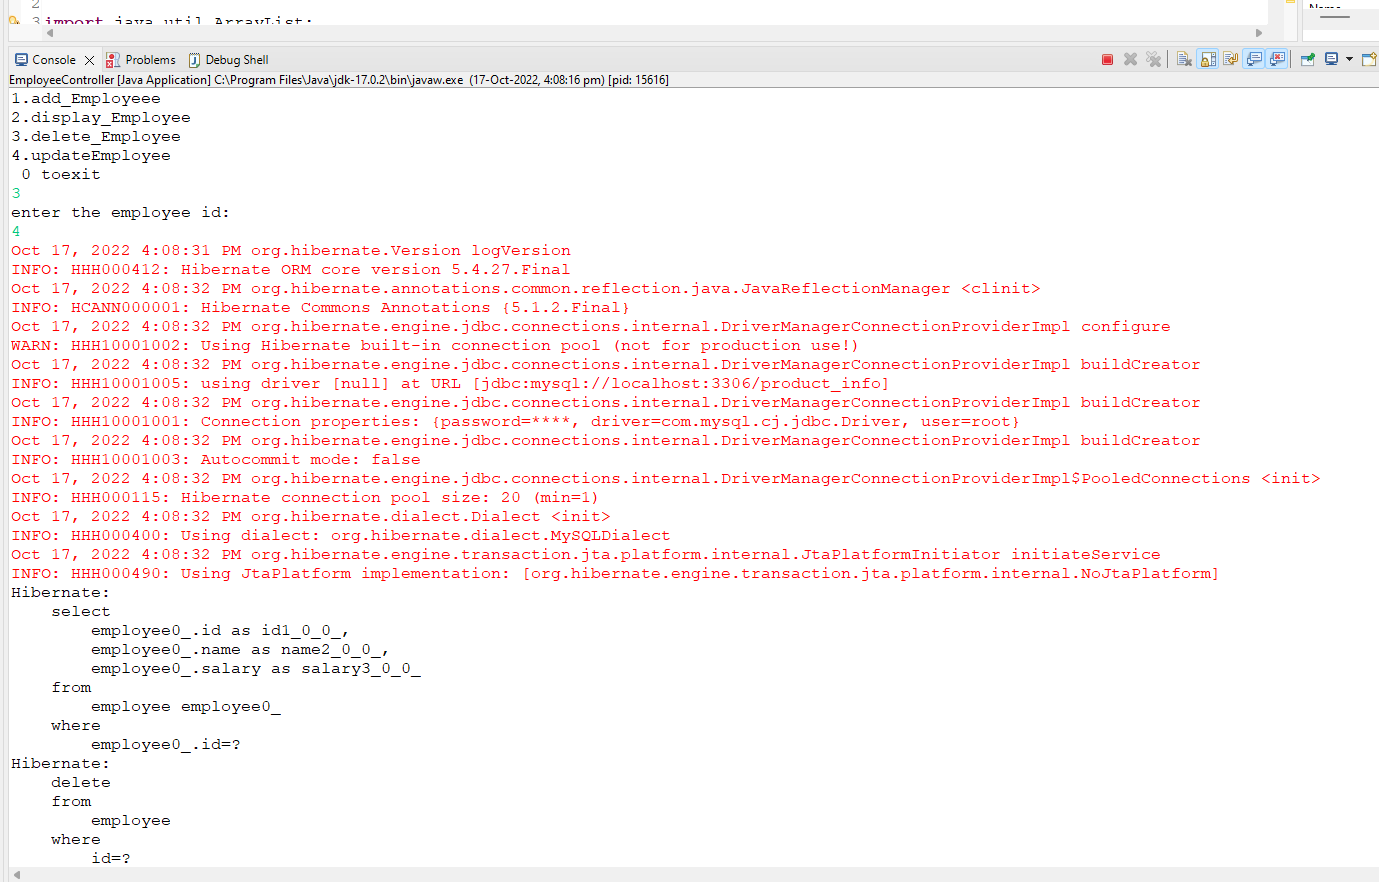 2
3 import java.util.ArrayList;
Console Problems Debug Shell
EmployeeController [Java Application] C:\Program Files\Java\jdk-17.0.2\bin\javaw.exe (17-Oct-2022, 4:08:16 pm) [pid: 15616]
1.add_Employeee
2.display_Employee
3.delete_Employee
4.updateEmployee
 0 toexit
3
enter the employee id:
4
Oct 17, 2022 4:08:31 PM org.hibernate.Version logVersion
INFO: HHH000412: Hibernate ORM core version 5.4.27.Final
Oct 17, 2022 4:08:32 PM org.hibernate.annotations.common.reflection.java.JavaReflectionManager <clinit>
INFO: HCANN000001: Hibernate Commons Annotations {5.1.2.Final}
Oct 17, 2022 4:08:32 PM org.hibernate.engine.jdbc.connections.internal.DriverManagerConnectionProviderImpl configure
WARN: HHH10001002: Using Hibernate built-in connection pool (not for production use!)
Oct 17, 2022 4:08:32 PM org.hibernate.engine.jdbc.connections.internal.DriverManagerConnectionProviderImpl buildCreator
INFO: HHH10001005: using driver [null] at URL [jdbc:mysql://localhost:3306/product_info]
Oct 17, 2022 4:08:32 PM org.hibernate.engine.jdbc.connections.internal.DriverManagerConnectionProviderImpl buildCreator
INFO: HHH10001001: Connection properties: {password=****, driver=com.mysql.cj.jdbc.Driver, user=root}
Oct 17, 2022 4:08:32 PM org.hibernate.engine.jdbc.connections.internal.DriverManagerConnectionProviderImpl buildCreator
INFO: HHH10001003: Autocommit mode: false
Oct 17, 2022 4:08:32 PM org.hibernate.engine.jdbc.connections.internal.DriverManagerConnectionProviderImpl$PooledConnections <init>
INFO: HHH000115: Hibernate connection pool size: 20 (min=1)
Oct 17, 2022 4:08:32 PM org.hibernate.dialect.Dialect <init>
INFO: HHH000400: Using dialect: org.hibernate.dialect.MySQLDialect
Oct 17, 2022 4:08:32 PM org.hibernate.engine.transaction.jta.platform.internal.JtaPlatformInitiator initiateService
INFO: HHH000490: Using JtaPlatform implementation: [org.hibernate.engine.transaction.jta.platform.internal.NoJtaPlatform]
Hibernate:
    select
        employee0_.id as id1_0_0_,
        employee0_.name as name2_0_0_,
        employee0_.salary as salary3_0_0_
    from
        employee employee0_
    where
        employee0_.id=?
Hibernate:
    delete
    from
        employee
    where
        id=?